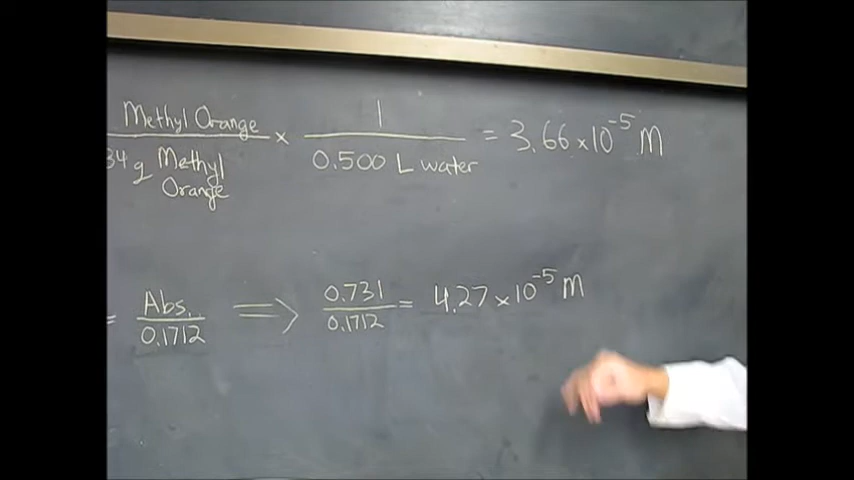 Methyl Orange × 1 = 3.66 × 10⁻⁵ M
34 g Methyl Orange 0.500 L water
= Abs. ⟹ 0.731 = 4.27 × 10⁻⁵ M
0.1712 0.1712